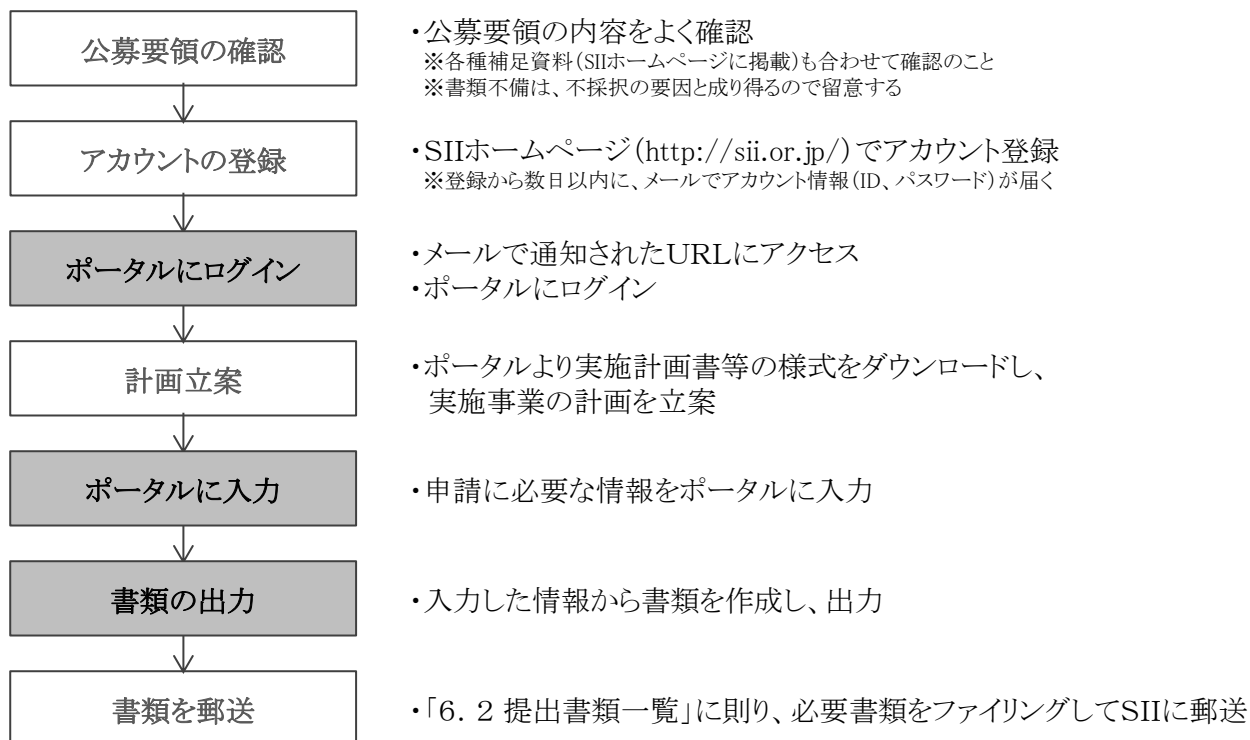 公募要領の確認
・公募要領の内容をよく確認
※各種補足資料(SIIホームページに掲載)も合わせて確認のこと
※書類不備は、不採択の要因と成り得るので留意する
アカウントの登録
・SIIホームページ(http://sii.or.jp/)でアカウント登録
※登録から数日以内に、メールでアカウント情報(ID、パスワード)が届く
ポータルにログイン
・メールで通知されたURLにアクセス
・ポータルにログイン
計画立案
・ポータルより実施計画書等の様式をダウンロードし、
実施事業の計画を立案
ポータルに入力
・申請に必要な情報をポータルに入力
書類の出力
・入力した情報から書類を作成し、出力
書類を郵送
・「6.2 提出書類一覧」に則り、必要書類をファイリングしてSIIに郵送